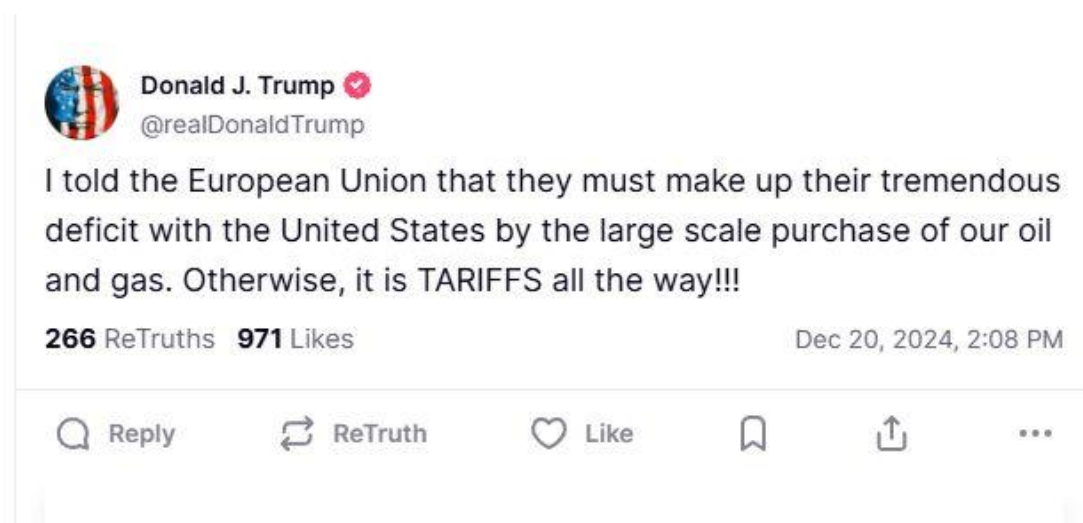 Donald J. Trump
@realDonaldTrump
I told the European Union that they must make up their tremendous
deficit with the United States by the large scale purchase of our oil
and gas. Otherwise, it is TARIFFS all the way!!!
266 ReTruths 971 Likes Dec 20, 2024, 2:08 PM
Reply ReTruth Like